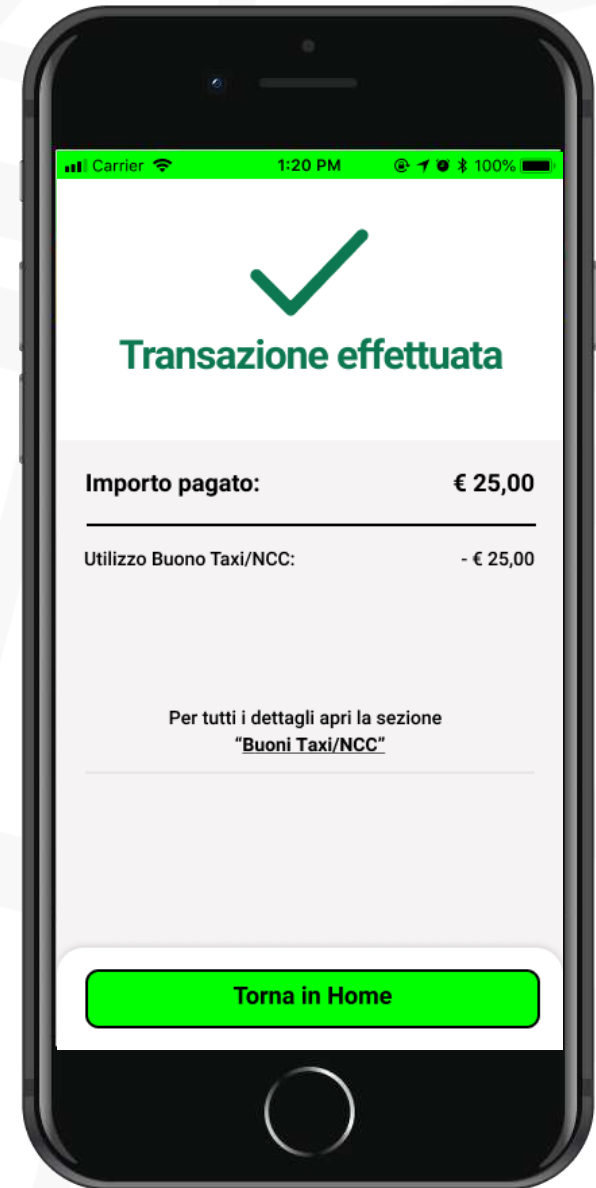 Carrier 1:20 PM 100%
Transazione effettuata
Importo pagato: € 25,00
Utilizzo Buono Taxi/NCC: - € 25,00
Per tutti i dettagli apri la sezione
“Buoni Taxi/NCC”
Torna in Home